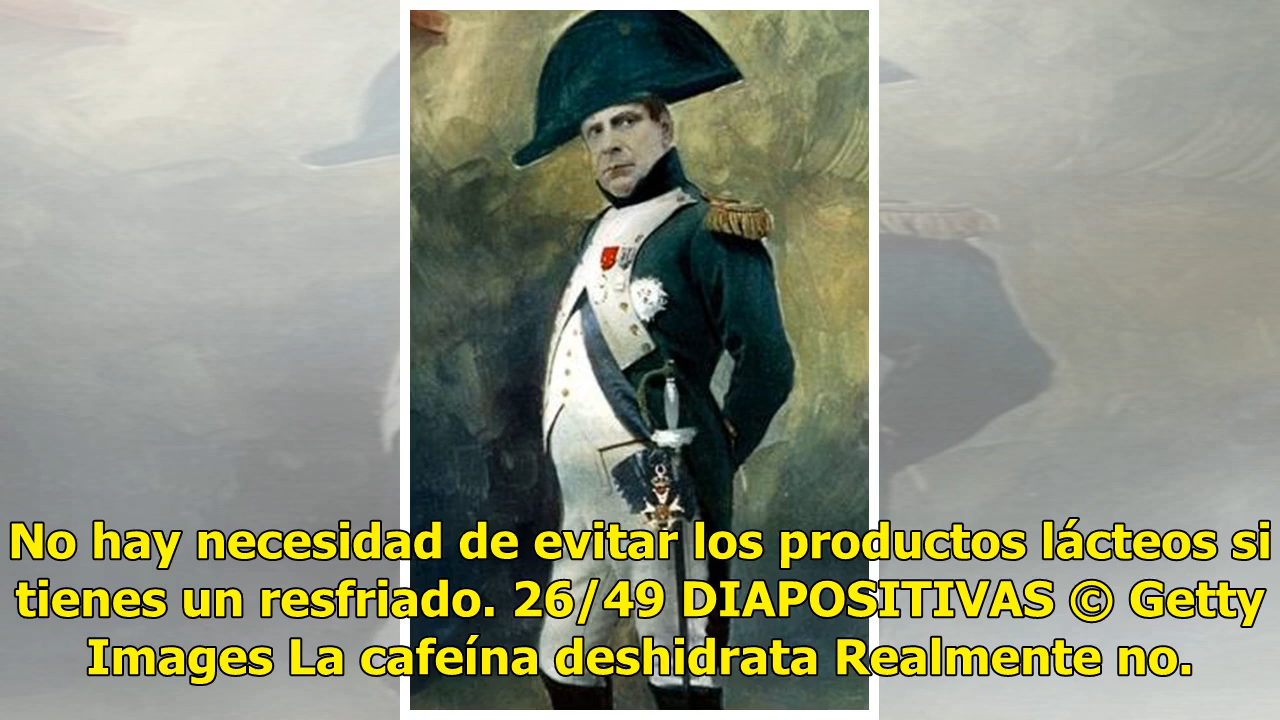 No hay necesidad de evitar los productos lácteos si
tienes un resfriado. 26/49 DIAPOSITIVAS © Getty
Images La cafeína deshidrata Realmente no.